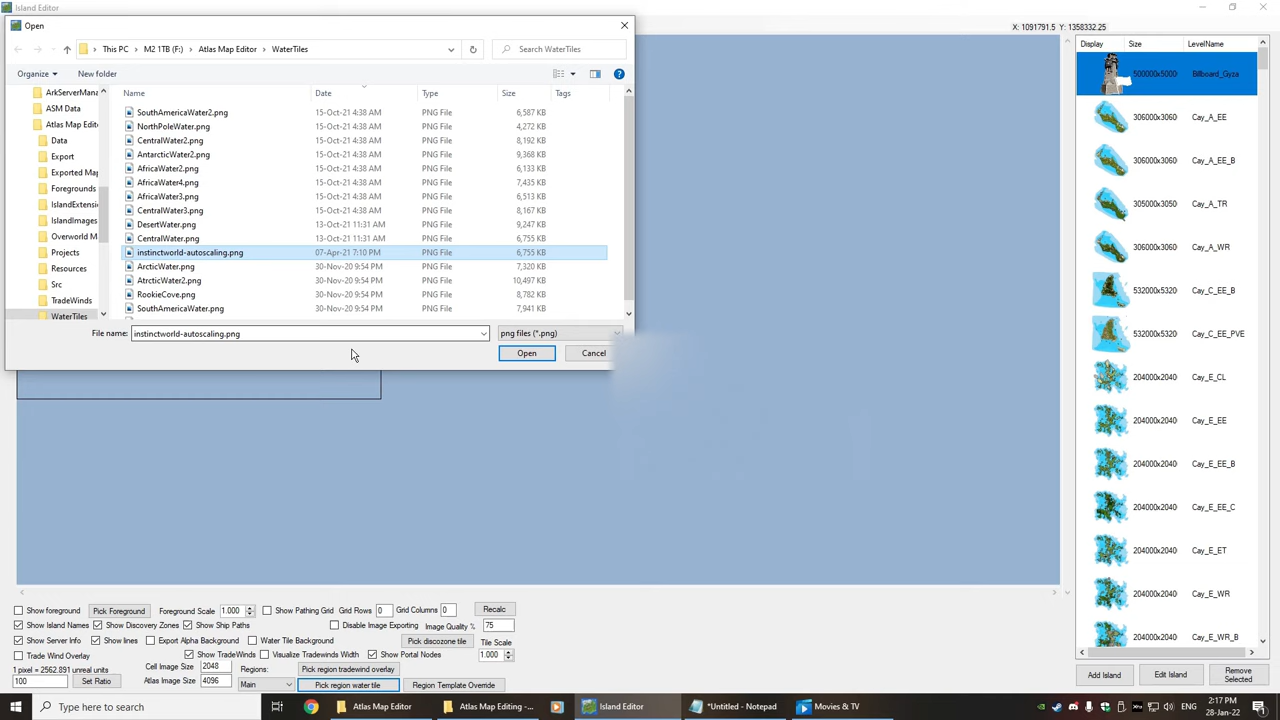 Island Editor
Open
X: 1091791.5 Y: 1358332.25
This PC > M2 1TB (F:) > Atlas Map Editor > WaterTiles
Search WaterTiles
Organize
New folder
Display Size LevelName
ArkServerMana
ASM Data
Atlas Map Edito
Data
Export
Exported Map
Foregrounds
IslandExtension
IslandImages
Overworld M
Projects
Resources
Src
TradeWinds
WaterTiles
Name Date Type Size Tags
SouthAmericaWater2.png 15-Oct-21 4:38 AM PNG File 6,587 KB
NorthPoleWater.png 15-Oct-21 4:38 AM PNG File 4,272 KB
CentralWater2.png 15-Oct-21 4:38 AM PNG File 8,192 KB
AntarcticWater2.png 15-Oct-21 4:38 AM PNG File 9,368 KB
AfricaWater2.png 15-Oct-21 4:38 AM PNG File 6,133 KB
AfricaWater4.png 15-Oct-21 4:38 AM PNG File 7,435 KB
AfricaWater3.png 15-Oct-21 4:38 AM PNG File 6,513 KB
CentralWater3.png 15-Oct-21 4:38 AM PNG File 8,167 KB
DesertWater.png 13-Oct-21 11:31 AM PNG File 9,247 KB
CentralWater.png 13-Oct-21 11:31 AM PNG File 6,755 KB
instinctworld-autoscaling.png 07-Apr-21 7:10 PM PNG File 6,755 KB
ArcticWater.png 30-Nov-20 9:54 PM PNG File 7,320 KB
AtrcticWater2.png 30-Nov-20 9:54 PM PNG File 10,497 KB
RookieCove.png 30-Nov-20 9:54 PM PNG File 8,782 KB
SouthAmericaWater.png 30-Nov-20 9:54 PM PNG File 7,941 KB
File name: instinctworld-autoscaling.png png files (*.png)
Open Cancel
500000x5000 Billboard_Gyza
306000x3060 Cay_A_EE
306000x3060 Cay_A_EE_B
305000x3050 Cay_A_TR
306000x3060 Cay_A_WR
532000x5320 Cay_C_EE_B
532000x5320 Cay_C_EE_PVE
204000x2040 Cay_E_CL
204000x2040 Cay_E_EE
204000x2040 Cay_E_EE_B
204000x2040 Cay_E_EE_C
204000x2040 Cay_E_ET
204000x2040 Cay_E_WR
204000x2040 Cay_E_WR_B
Show foreground Pick Foreground Foreground Scale 1.000 Show Pathing Grid Grid Rows 0 Grid Columns 0 Recalc
Show Island Names Show Discovery Zones Show Ship Paths Disable Image Exporting Image Quality % 75
Show Server Info Show lines Export Alpha Background Water Tile Background Pick discozone tile Tile Scale
Trade Wind Overlay Show TradeWinds Visualize Tradewinds Width Show Portal Nodes 1.000
1 pixel = 2562.891 unreal units Cell Image Size 2048 Regions: Pick region tradewind overlay
100 Set Ratio Atlas Image Size 4096 Main Pick region water tile Region Template Override
Add Island Edit Island Remove Selected
Type here to search
Atlas Map Editor
Atlas Map Editing -
Island Editor
*Untitled - Notepad
Movies & TV
ENG
2:17 PM
28-Jan-22